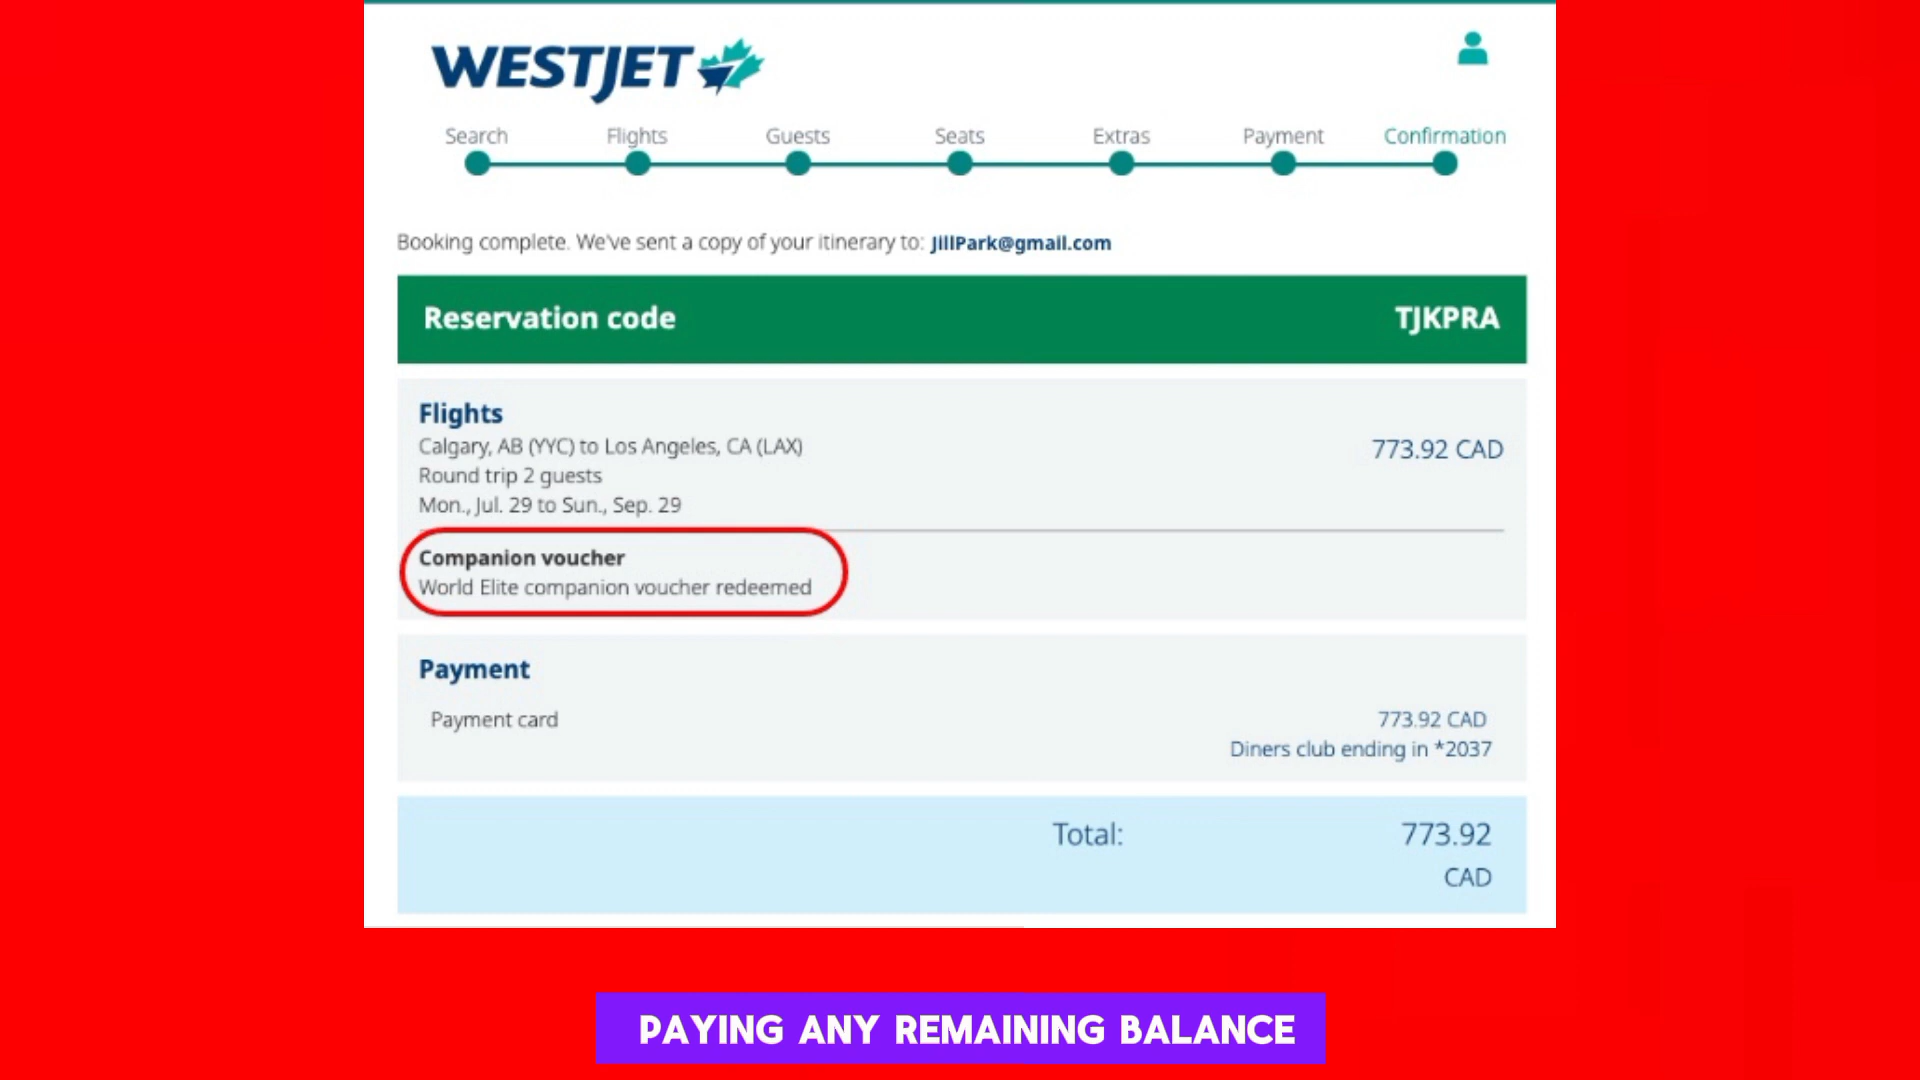 WESTJET
Search Flights Guests Seats Extras Payment Confirmation
Booking complete. We've sent a copy of your itinerary to: JillPark@gmail.com
Reservation code TJKPRA
Flights
Calgary, AB (YYC) to Los Angeles, CA (LAX) 773.92 CAD
Round trip 2 guests
Mon., Jul. 29 to Sun., Sep. 29
Companion voucher
World Elite companion voucher redeemed
Payment
Payment card 773.92 CAD
Diners club ending in *2037
Total: 773.92
CAD
PAYING ANY REMAINING BALANCE